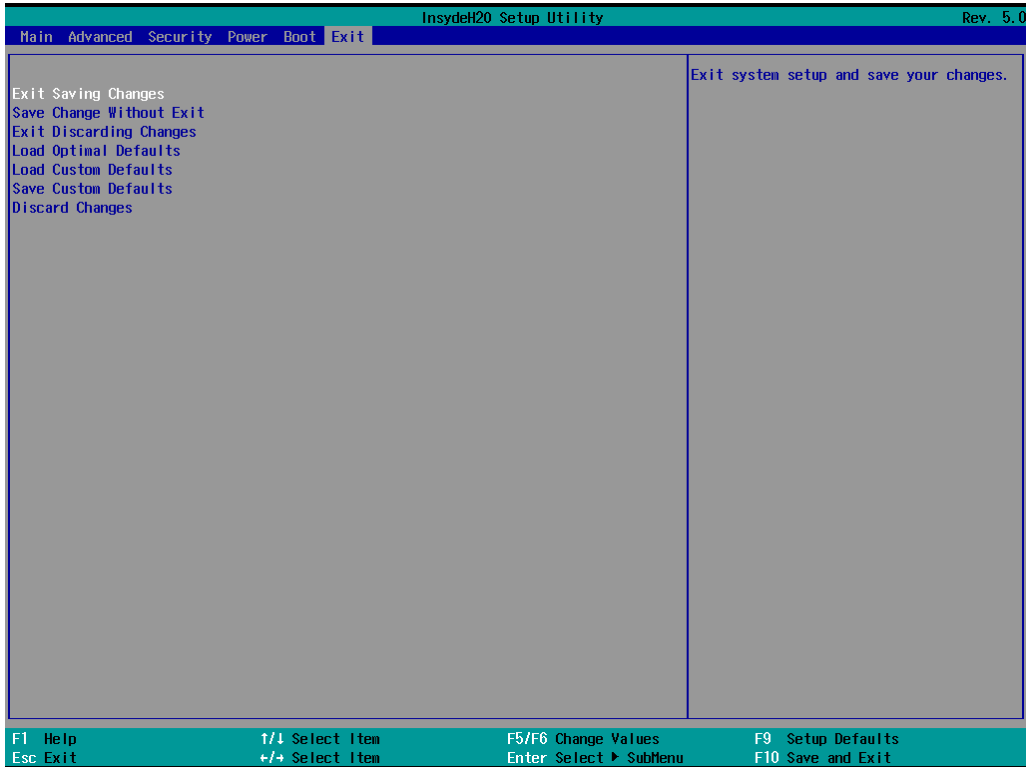 InsydeH2O Setup Utility Rev. 5.0
Main Advanced Security Power Boot Exit
Exit system setup and save your changes.
Exit Saving Changes
Save Change Without Exit
Exit Discarding Changes
Load Optimal Defaults
Load Custom Defaults
Save Custom Defaults
Discard Changes
F1 Help ↑/↓ Select Item F5/F6 Change Values F9 Setup Defaults
Esc Exit ←/→ Select Item Enter Select ▶ SubMenu F10 Save and Exit